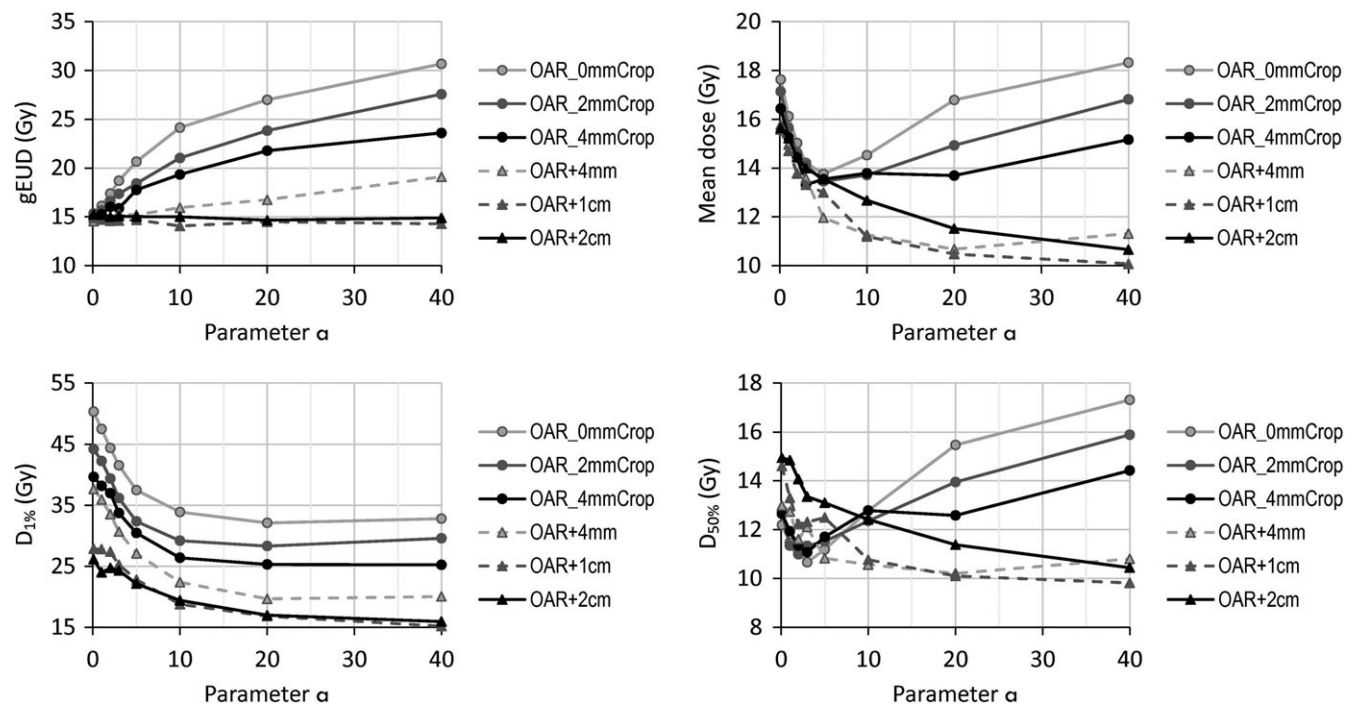 35
30
25
20
15
10
gEUD (Gy)
0 10 20 30 40
Parameter α
OAR_0mmCrop
OAR_2mmCrop
OAR_4mmCrop
OAR+4mm
OAR+1cm
OAR+2cm
20
18
16
14
12
10
Mean dose (Gy)
0 10 20 30 40
Parameter α
OAR_0mmCrop
OAR_2mmCrop
OAR_4mmCrop
OAR+4mm
OAR+1cm
OAR+2cm
55
45
35
25
15
D1% (Gy)
0 10 20 30 40
Parameter α
OAR_0mmCrop
OAR_2mmCrop
OAR_4mmCrop
OAR+4mm
OAR+1cm
OAR+2cm
18
16
14
12
10
8
D50% (Gy)
0 10 20 30 40
Parameter α
OAR_0mmCrop
OAR_2mmCrop
OAR_4mmCrop
OAR+4mm
OAR+1cm
OAR+2cm